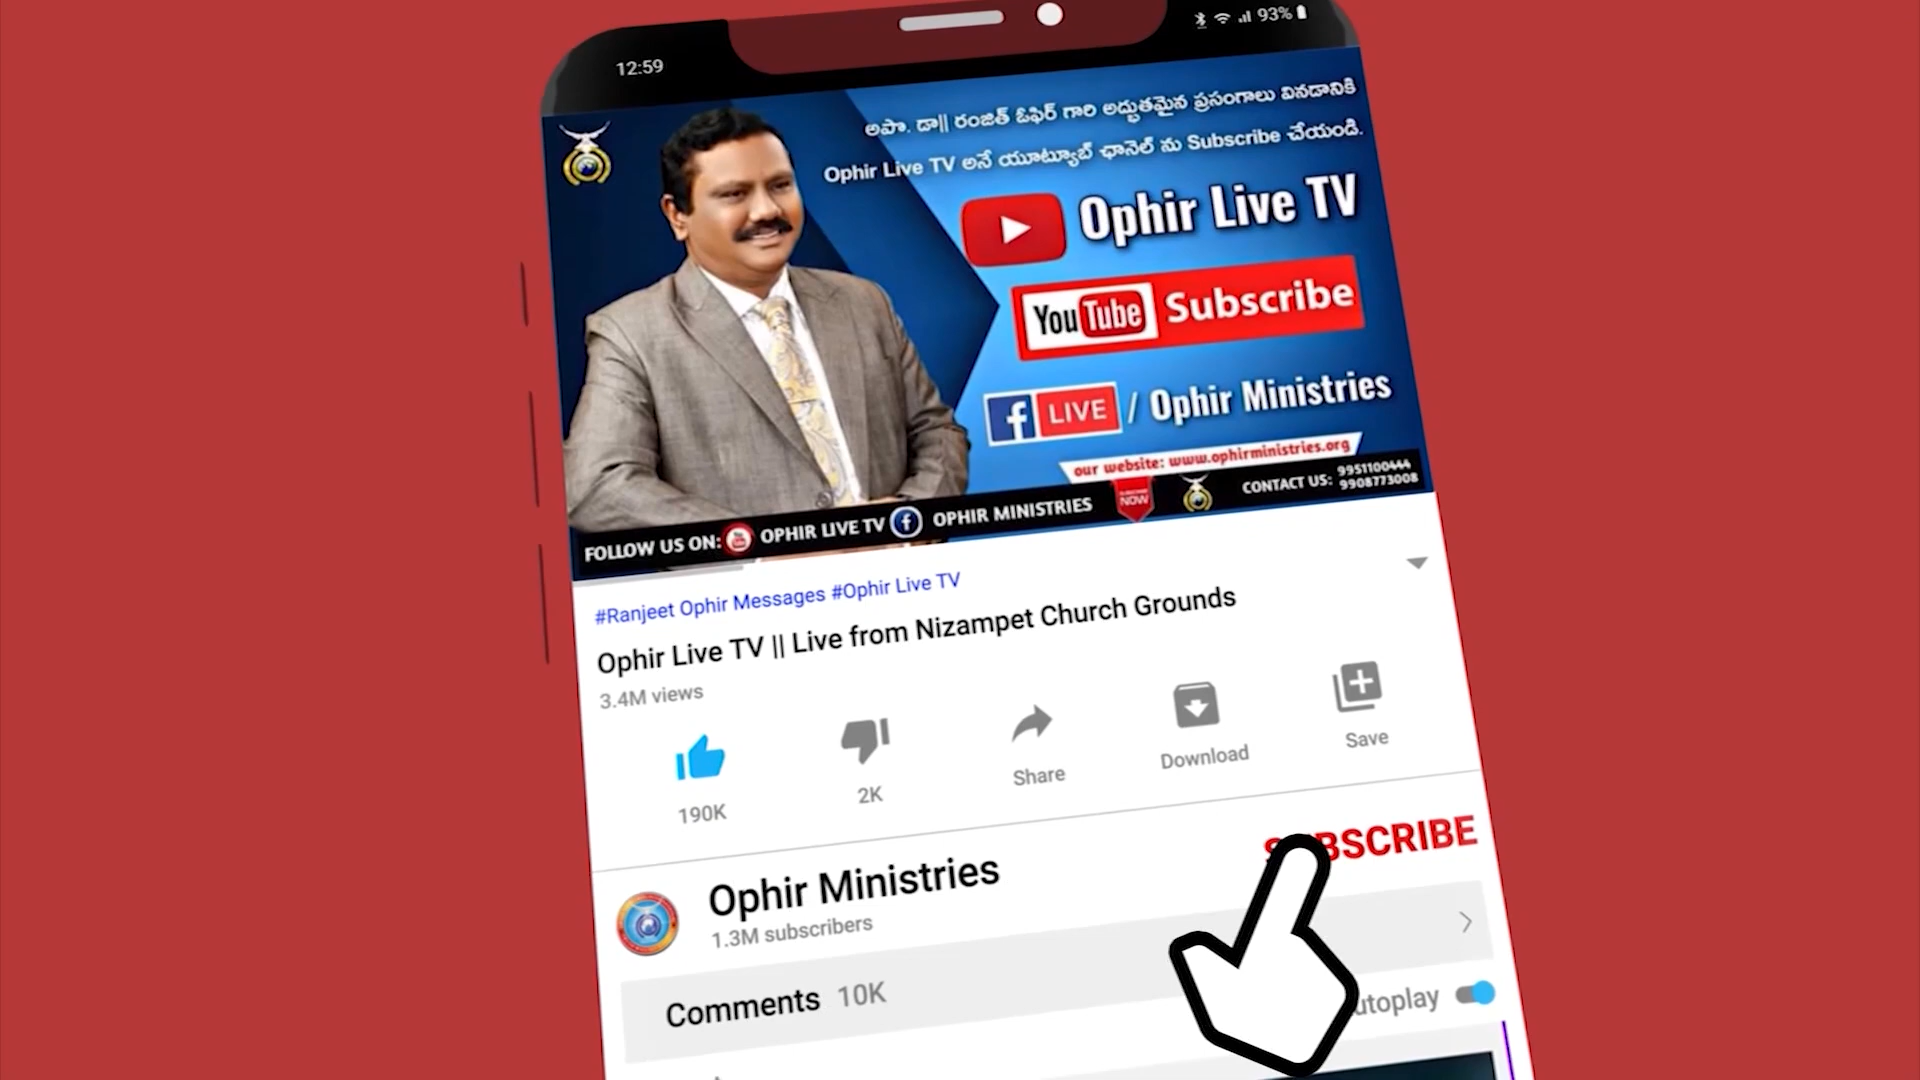 12:59
93%
అపొ. డా|| రంజిత్ ఓఫిర్ గారి అద్భుతమైన ప్రసంగాలు వినడానికి
Ophir Live TV అనే యూట్యూబ్ ఛానెల్ ను Subscribe చేయండి.
Ophir Live TV
YouTube Subscribe
f LIVE / Ophir Ministries
our website: www.ophirministries.org
FOLLOW US ON: OPHIR LIVE TV f OPHIR MINISTRIES SUBSCRIBE NOW CONTACT US: 9951100444
9908773008
#Ranjeet Ophir Messages #Ophir Live TV
Ophir Live TV || Live from Nizampet Church Grounds
3.4M views
190K
2K
Share
Download
Save
Ophir Ministries
SUBSCRIBE
1.3M subscribers
Comments 10K
utoplay